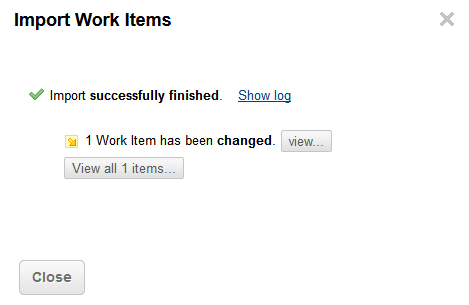 Import Work Items
Import successfully finished. Show log
1 Work Item has been changed. view...
View all 1 items...
Close